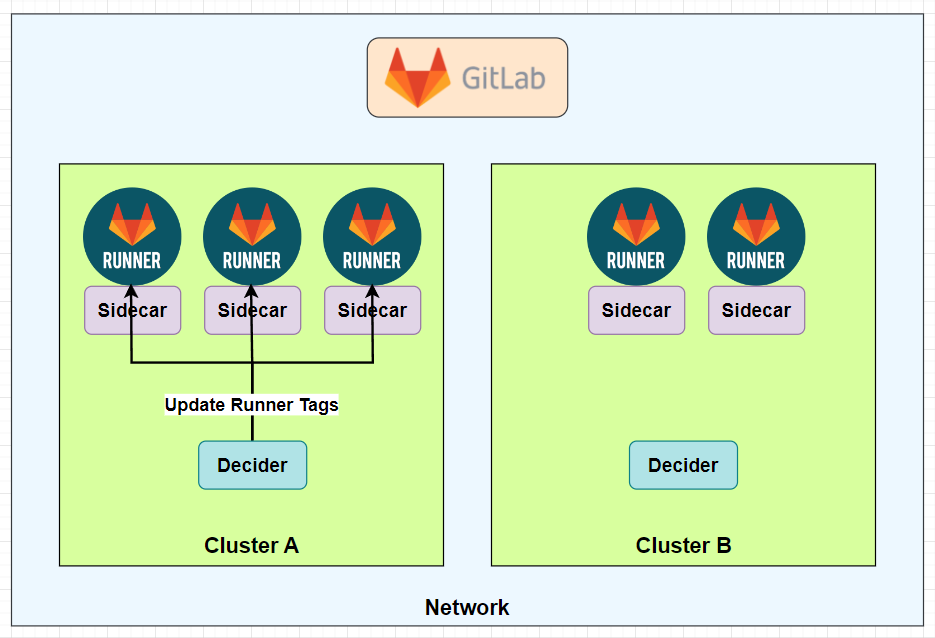 GitLab
RUNNER RUNNER RUNNER
Sidecar Sidecar Sidecar
Update Runner Tags
Decider
Cluster A
RUNNER RUNNER
Sidecar Sidecar
Decider
Cluster B
Network